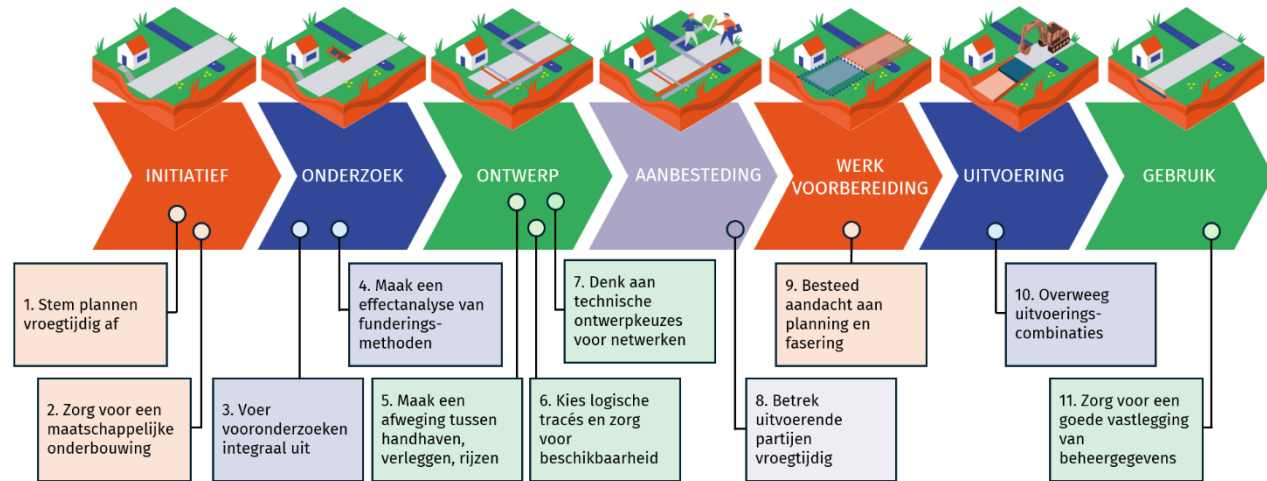 INITIATIEF
ONDERZOEK
ONTWERP
AANBESTEDING
WERK
VOORBEREIDING
UITVOERING
GEBRUIK
1. Stem plannen
vroegtijdig af
2. Zorg voor een
maatschappelijke
onderbouwing
3. Voer
vooronderzoeken
integraal uit
4. Maak een
effectanalyse van
funderings-
methoden
5. Maak een
afweging tussen
handhaven,
verleggen, rijzen
6. Kies logische
tracés en zorg
voor
beschikbaarheid
7. Denk aan
technische
ontwerpkeuzes
voor netwerken
8. Betrek
uitvoerende
partijen
vroegtijdig
9. Besteed
aandacht aan
planning en
fasering
10. Overweeg
uitvoerings-
combinaties
11. Zorg voor een
goede vastlegging
van
beheergegevens